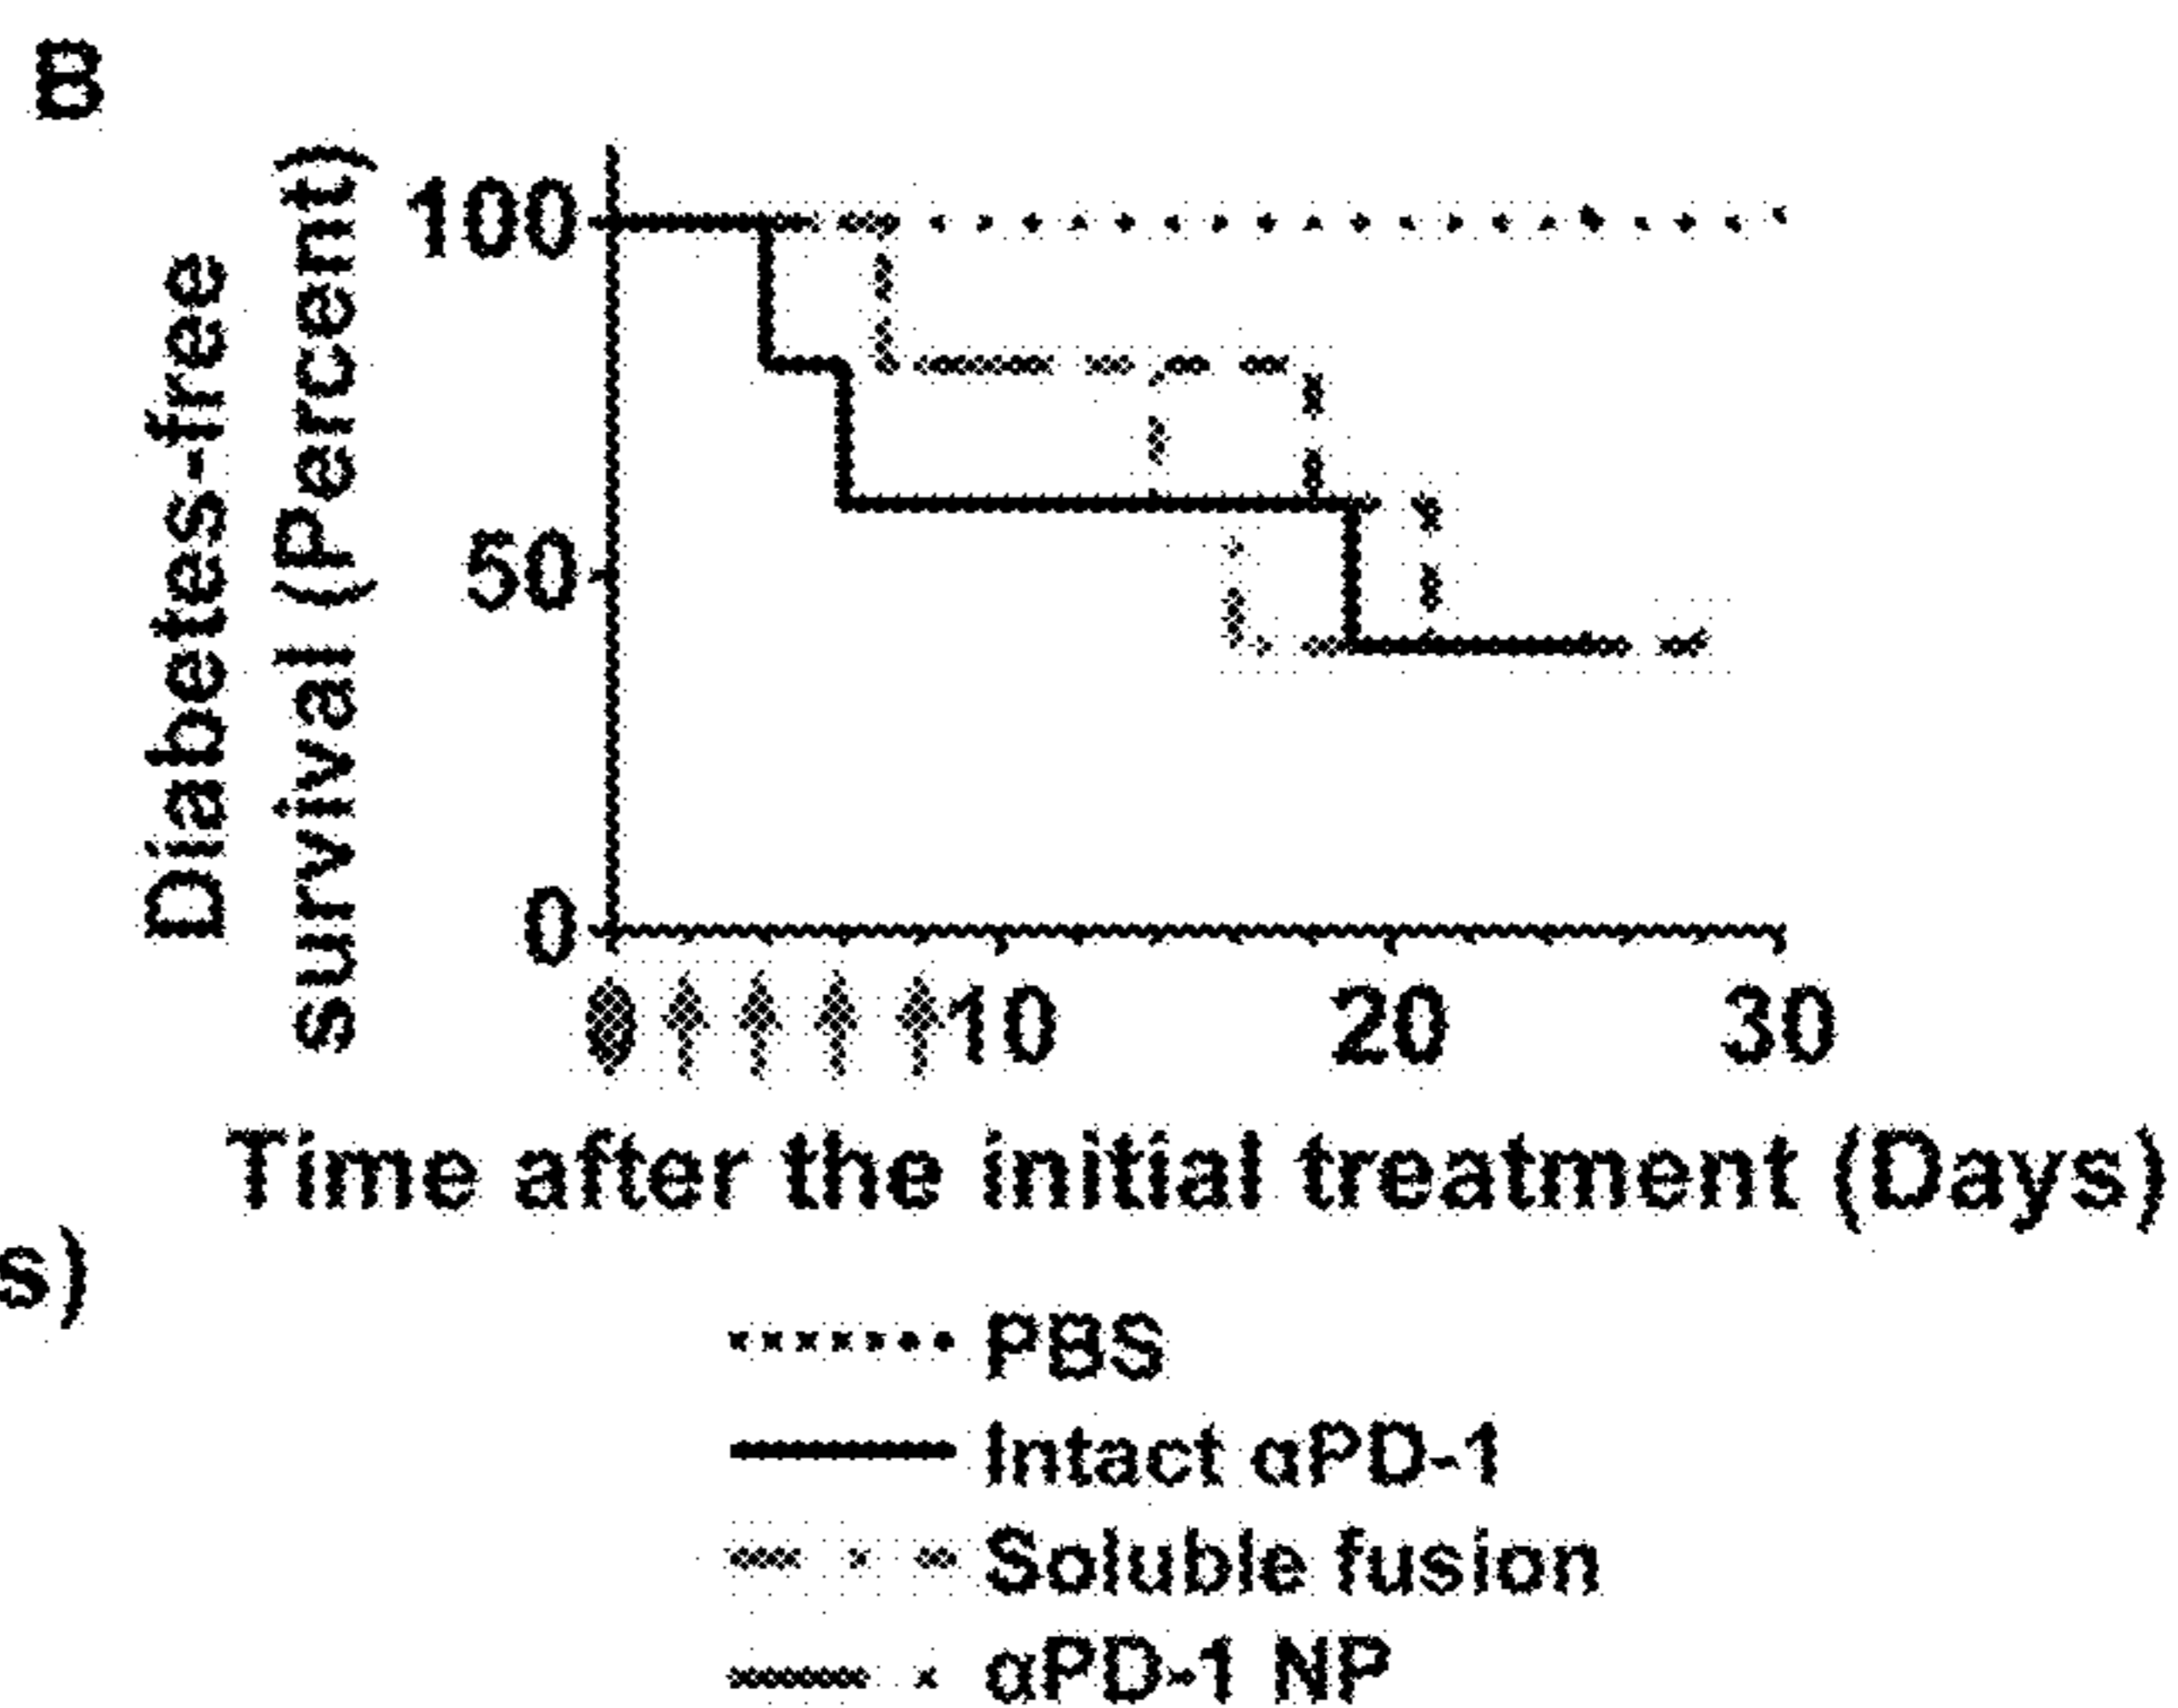 B
Diabetes-free
survival (Percent)
100
50
0
0 10 20 30
Time after the initial treatment (Days)
s)
PBS
Intact αPD-1
Soluble fusion
αPD-1 NP